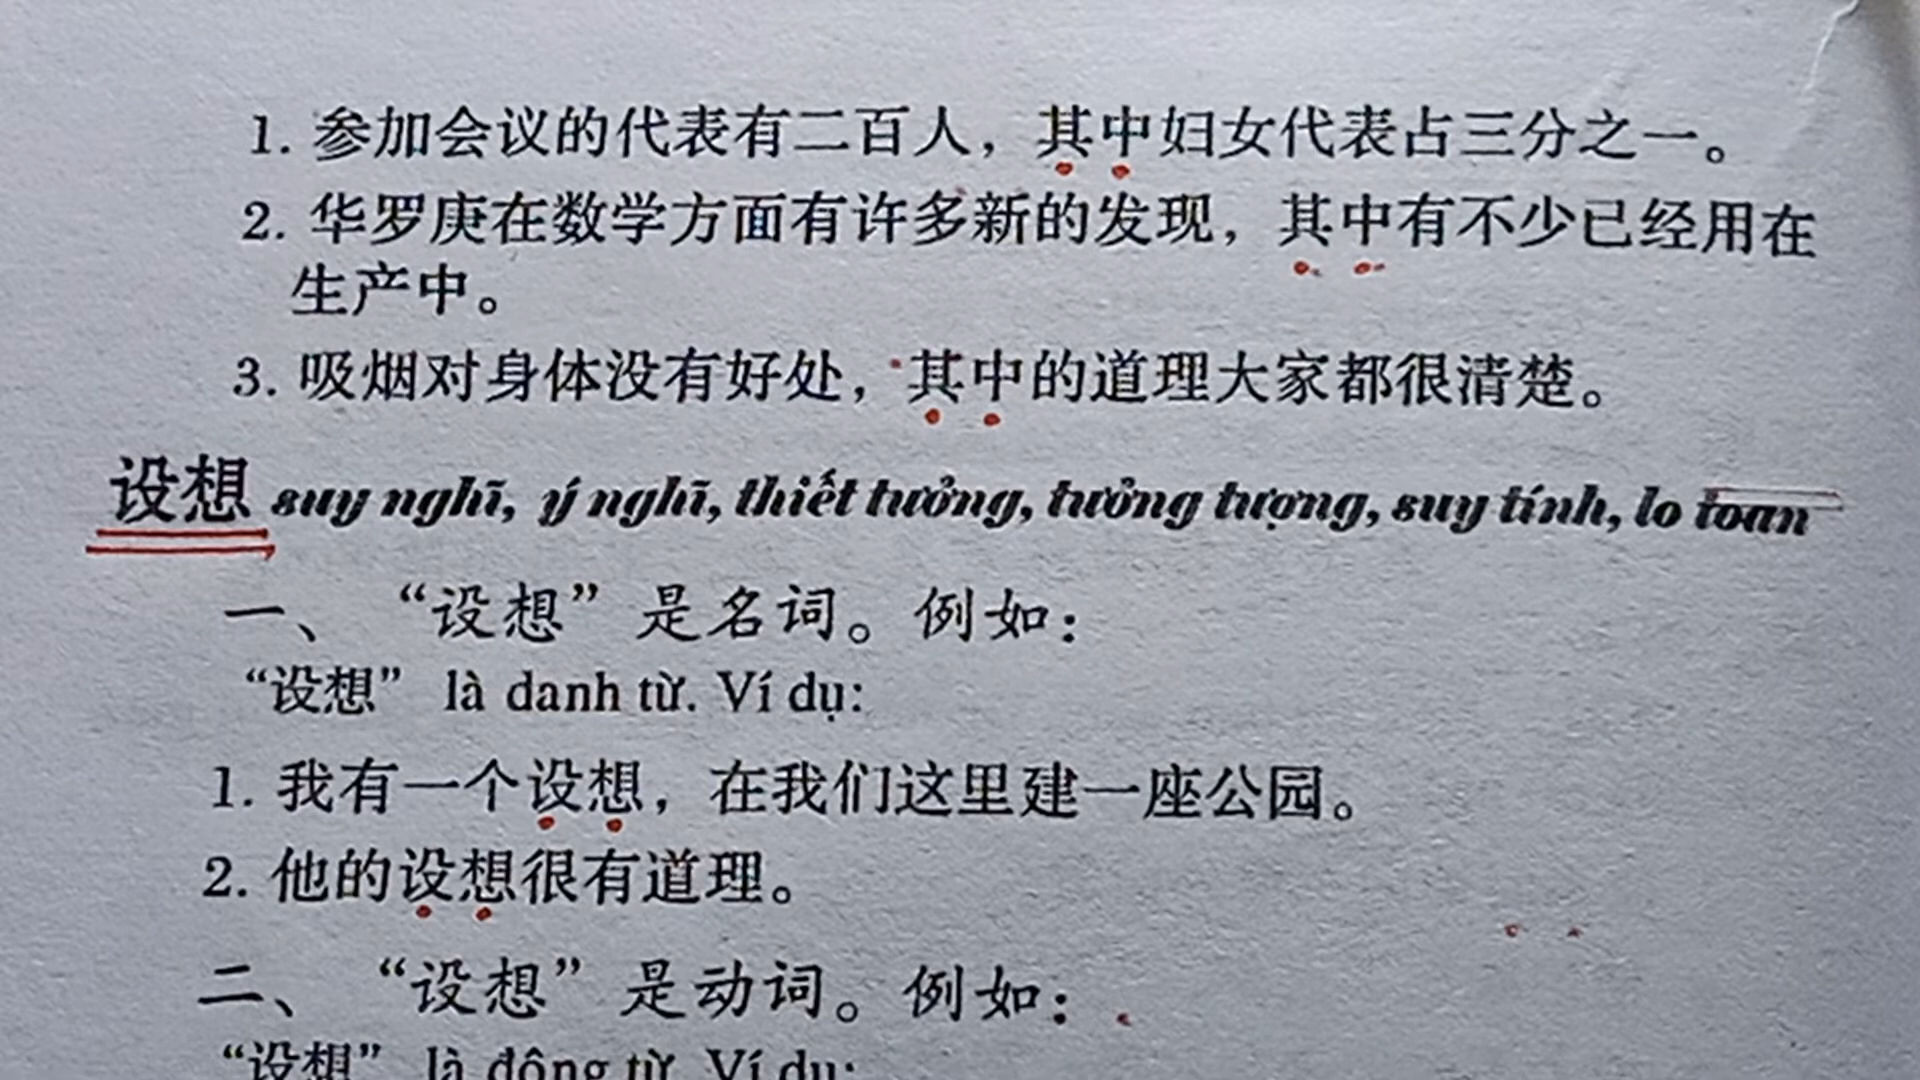 1. 参加会议的代表有二百人，其中妇女代表占三分之一。
2. 华罗庚在数学方面有许多新的发现，其中有不少已经用在
生产中。
3. 吸烟对身体没有好处，其中的道理大家都很清楚。
设想 suy nghĩ, ý nghĩ, thiết tưởng, tưởng tượng, suy tính, lo toan
一、“设想”是名词。例如：
“设想” là danh từ. Ví dụ:
1. 我有一个设想，在我们这里建一座公园。
2. 他的设想很有道理。
二、“设想”是动词。例如：
“设想” là động từ. Ví dụ: